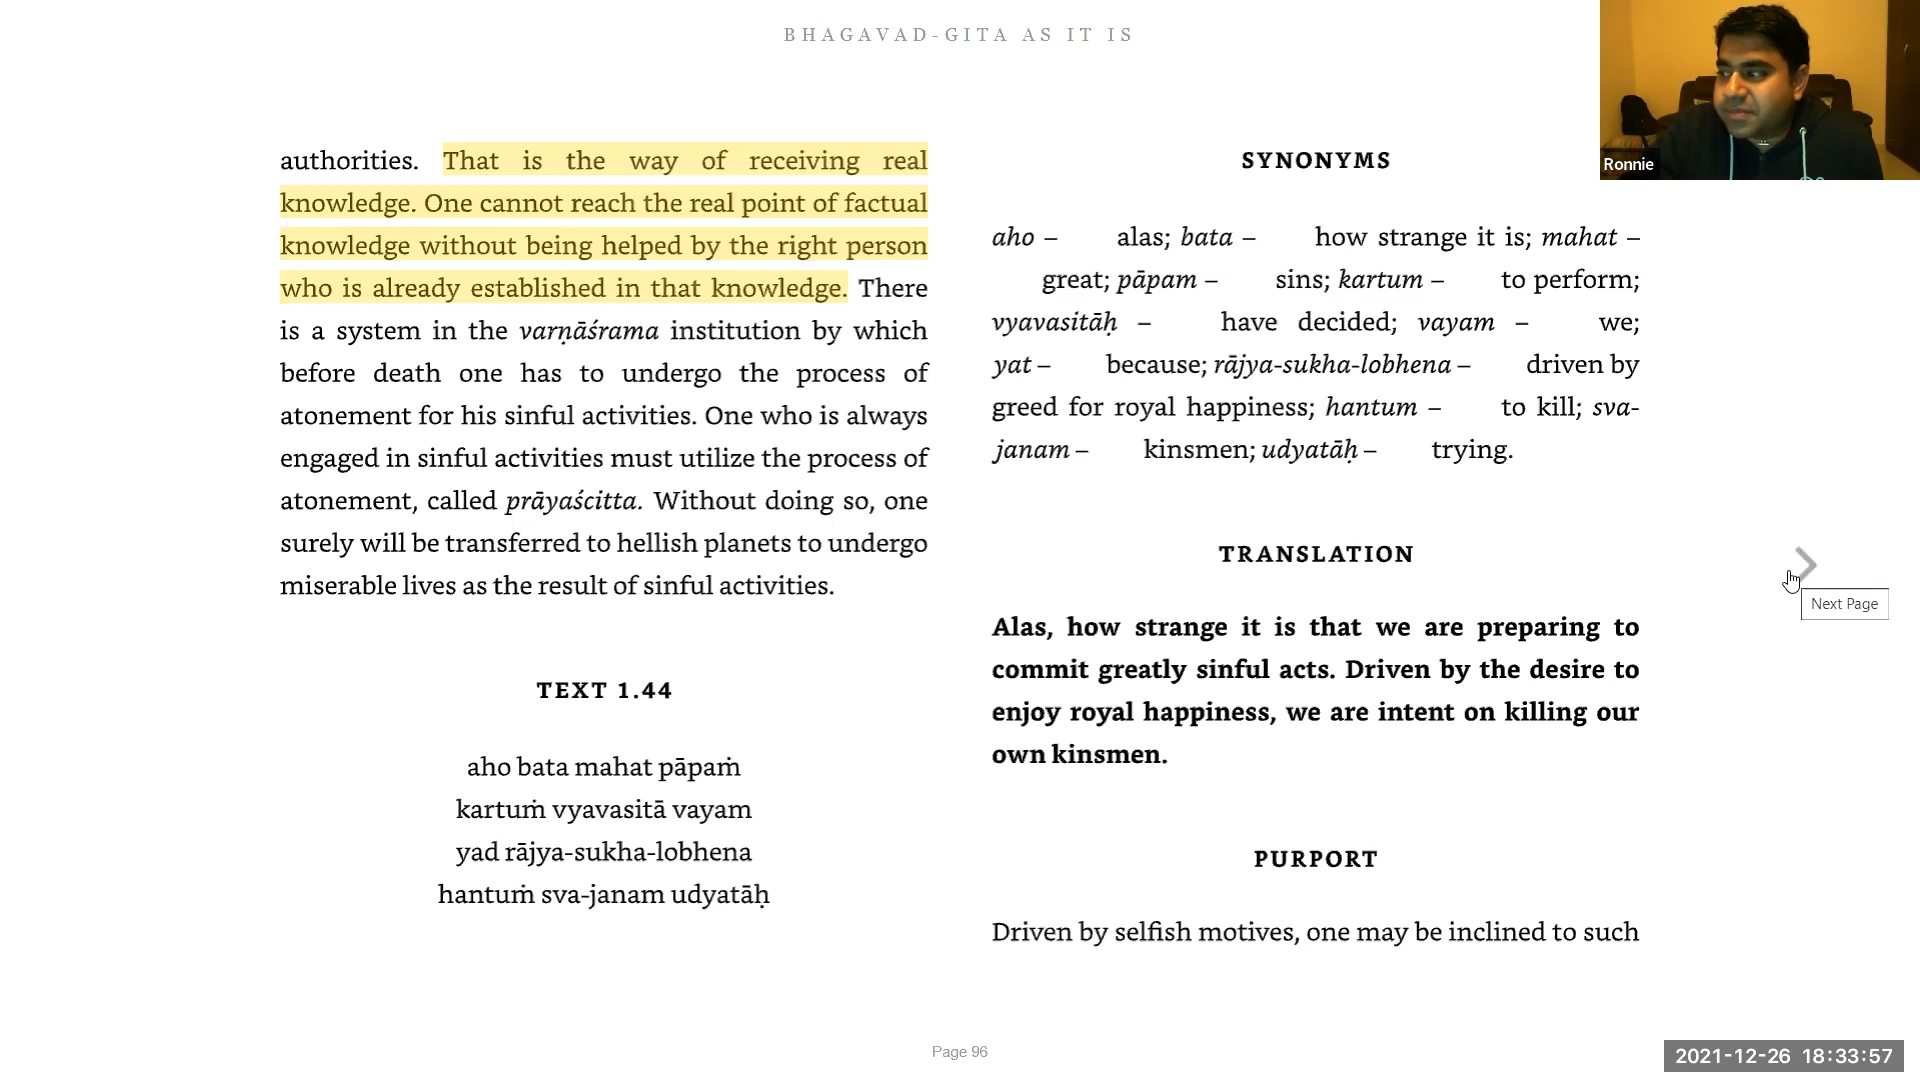 BHAGAVAD-GITA AS IT IS
authorities. That is the way of receiving real
knowledge. One cannot reach the real point of factual
knowledge without being helped by the right person
who is already established in that knowledge. There
is a system in the varṇāśrama institution by which
before death one has to undergo the process of
atonement for his sinful activities. One who is always
engaged in sinful activities must utilize the process of
atonement, called prāyaścitta. Without doing so, one
surely will be transferred to hellish planets to undergo
miserable lives as the result of sinful activities.
TEXT 1.44
aho bata mahat pāpaṁ
kartuṁ vyavasitā vayam
yad rājya-sukha-lobhena
hantuṁ sva-janam udyatāḥ
SYNONYMS
aho – alas; bata – how strange it is; mahat –
great; pāpam – sins; kartum – to perform;
vyavasitāḥ – have decided; vayam – we;
yat – because; rājya-sukha-lobhena – driven by
greed for royal happiness; hantum – to kill; sva-
janam – kinsmen; udyatāḥ – trying.
TRANSLATION
Alas, how strange it is that we are preparing to
commit greatly sinful acts. Driven by the desire to
enjoy royal happiness, we are intent on killing our
own kinsmen.
PURPORT
Driven by selfish motives, one may be inclined to such
Ronnie
Next Page
Page 96
2021-12-26 18:33:57